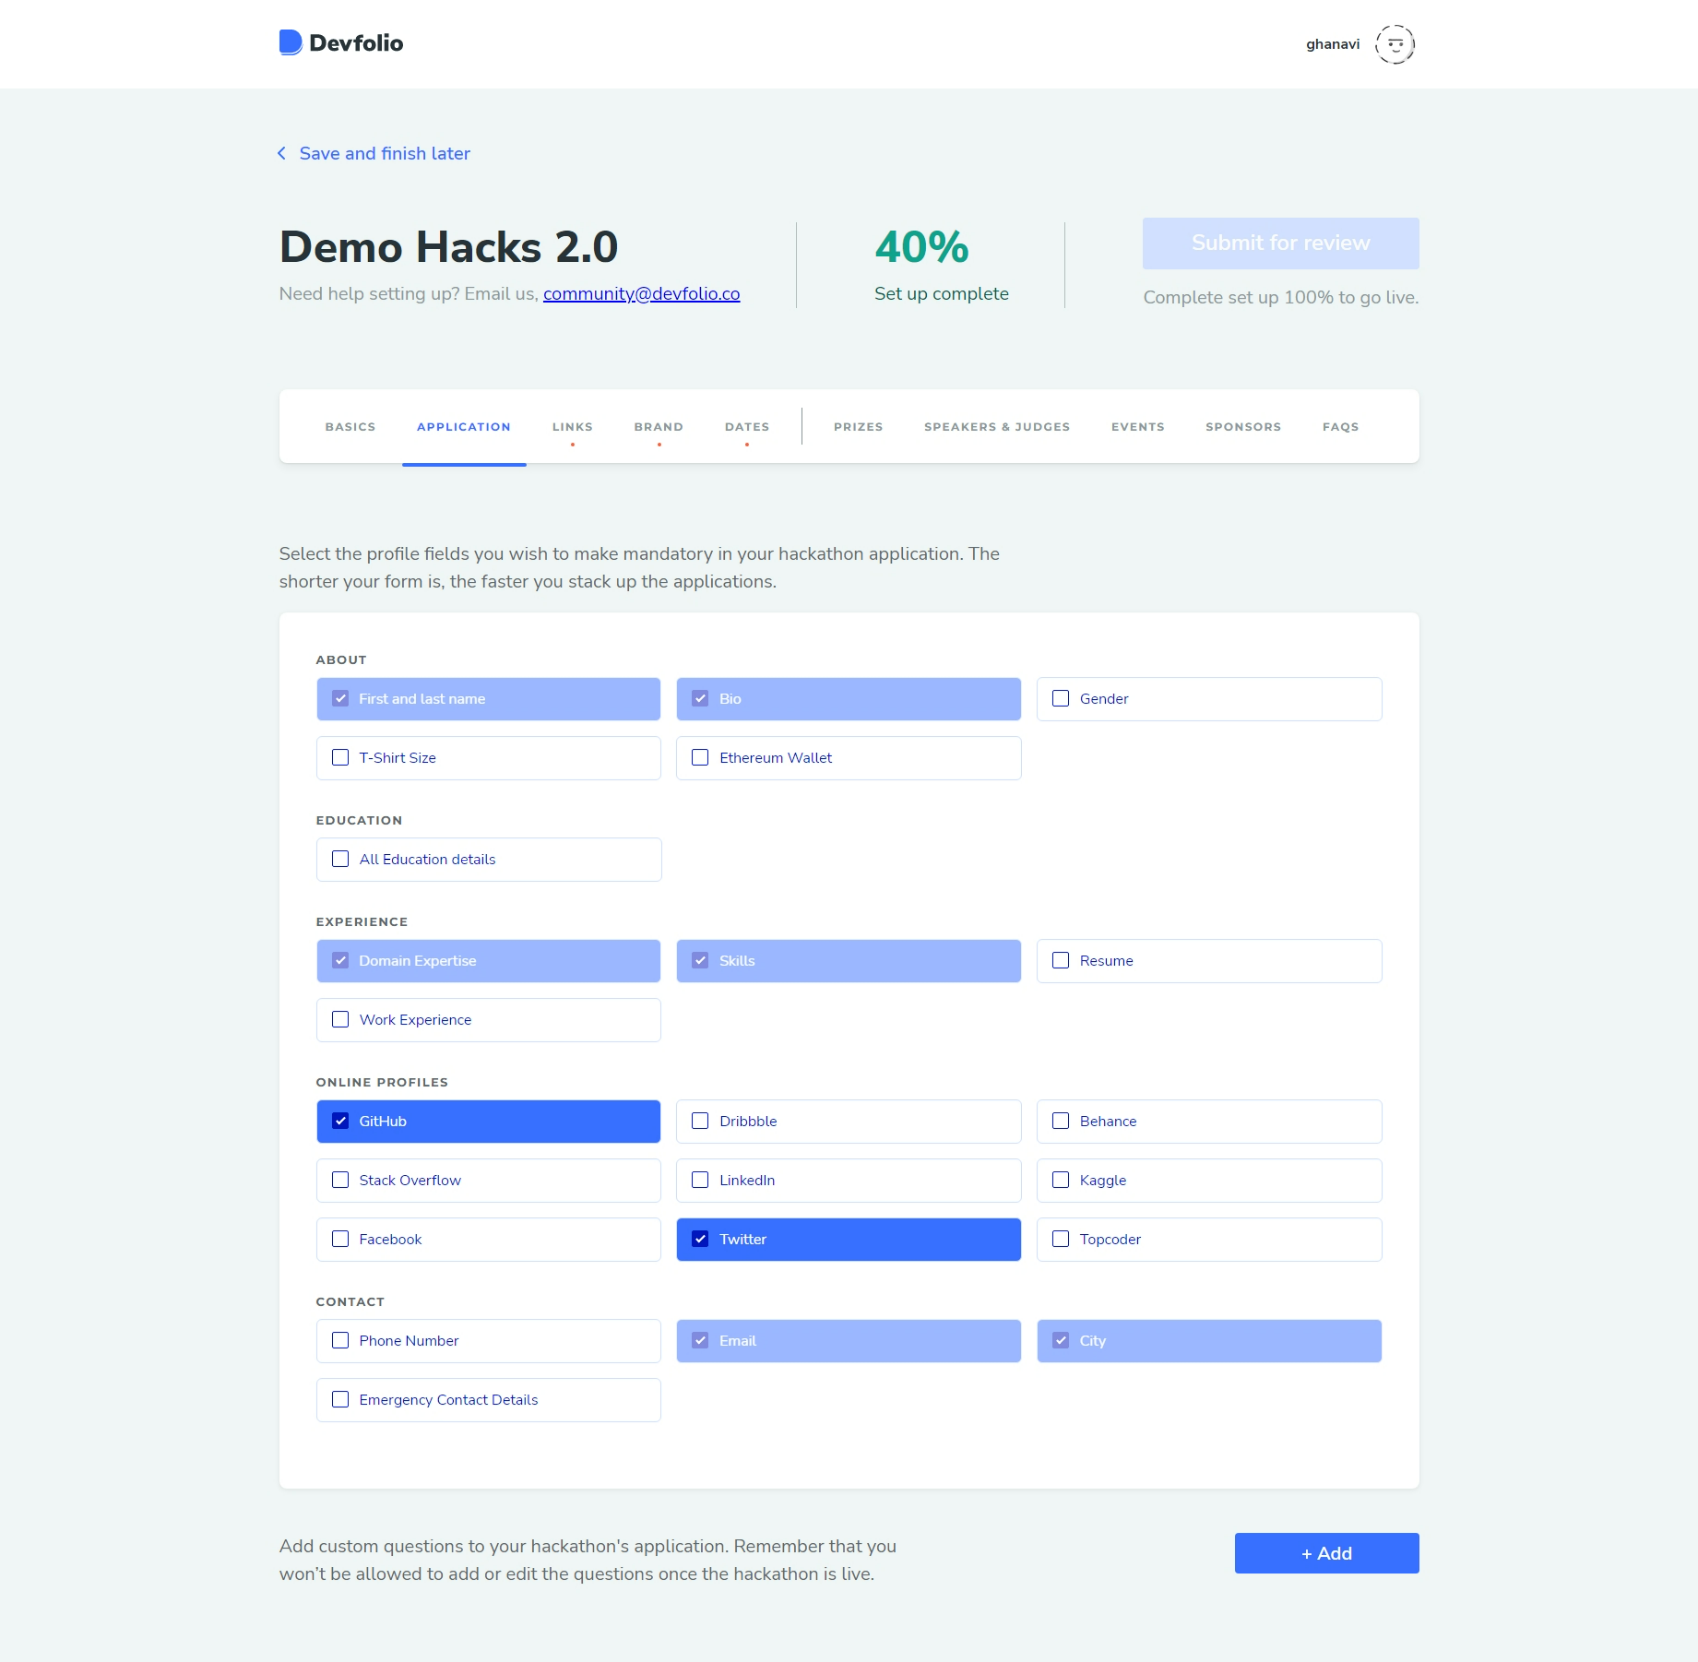 Devfolio
ghanavi
Save and finish later
Demo Hacks 2.0
Need help setting up? Email us, community@devfolio.co
40%
Set up complete
Submit for review
Complete set up 100% to go live.
BASICS APPLICATION LINKS BRAND DATES PRIZES SPEAKERS & JUDGES EVENTS SPONSORS FAQS
Select the profile fields you wish to make mandatory in your hackathon application. The
shorter your form is, the faster you stack up the applications.
ABOUT
First and last name Bio Gender
T-Shirt Size Ethereum Wallet
EDUCATION
All Education details
EXPERIENCE
Domain Expertise Skills Resume
Work Experience
ONLINE PROFILES
GitHub Dribbble Behance
Stack Overflow LinkedIn Kaggle
Facebook Twitter Topcoder
CONTACT
Phone Number Email City
Emergency Contact Details
Add custom questions to your hackathon's application. Remember that you
won't be allowed to add or edit the questions once the hackathon is live.
+ Add